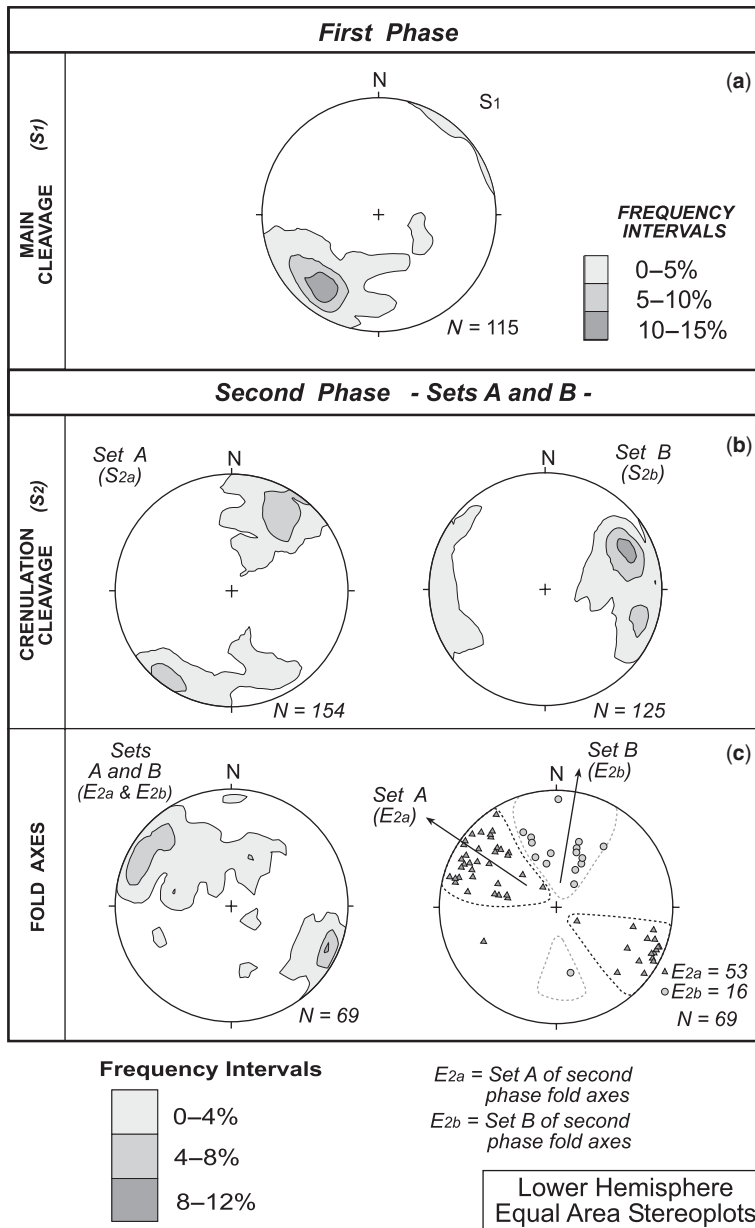 First Phase
(a)
MAIN
CLEAVAGE (S1)
N
S1
N = 115
FREQUENCY
INTERVALS
0–5%
5–10%
10–15%
Second Phase - Sets A and B -
(b)
CRENULATION
CLEAVAGE (S2)
Set A
(S2a)
N
N = 154
Set B
(S2b)
N
N = 125
(c)
FOLD AXES
Sets
A and B
(E2a & E2b)
N
N = 69
Set A
(E2a)
N
Set B
(E2b)
E2a = 53
E2b = 16
N = 69
Frequency Intervals
0–4%
4–8%
8–12%
E2a = Set A of second
phase fold axes
E2b = Set B of second
phase fold axes
Lower Hemisphere
Equal Area Stereoplots